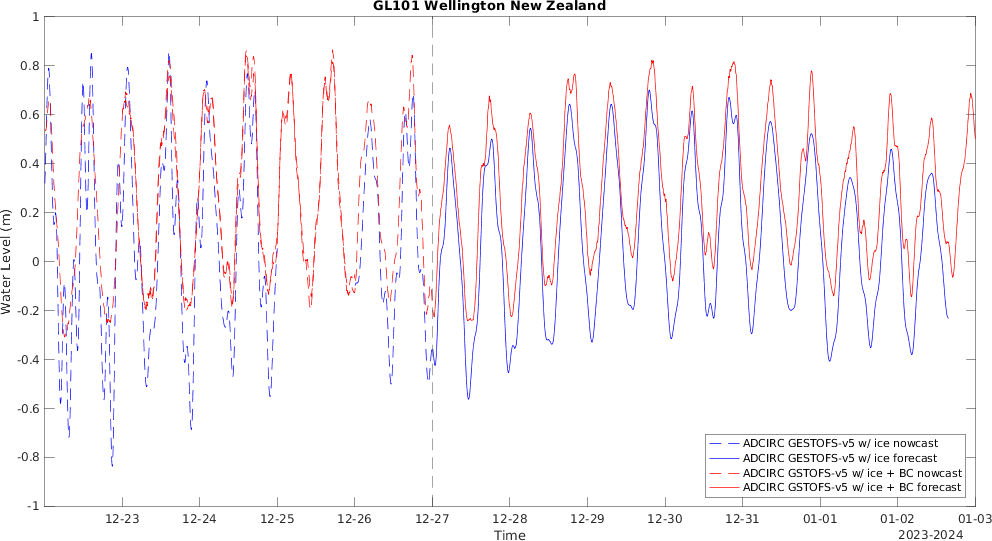 GL101 Wellington New Zealand
1
0.8
0.6
0.4
0.2
0
-0.2
-0.4
-0.6
-0.8
-1
Water Level (m)
ADCIRC GESTOFS-v5 w/ ice nowcast
ADCIRC GESTOFS-v5 w/ ice forecast
ADCIRC GSTOFS-v5 w/ ice + BC nowcast
ADCIRC GSTOFS-v5 w/ ice + BC forecast
12-23 12-24 12-25 12-26 12-27 12-28 12-29 12-30 12-31 01-01 01-02 01-03
Time
2023-2024